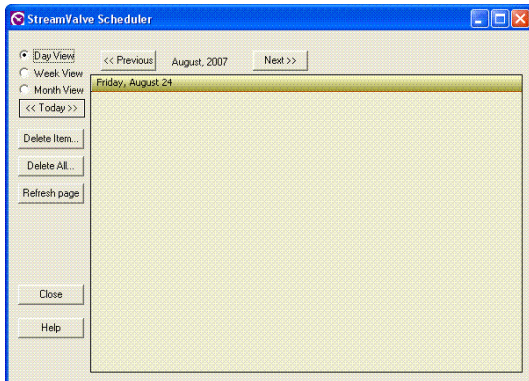 StreamValve Scheduler
Day View
Week View
Month View
<< Today >>
Delete Item...
Delete All...
Refresh page
Close
Help
<< Previous
August, 2007
Next >>
Friday, August 24